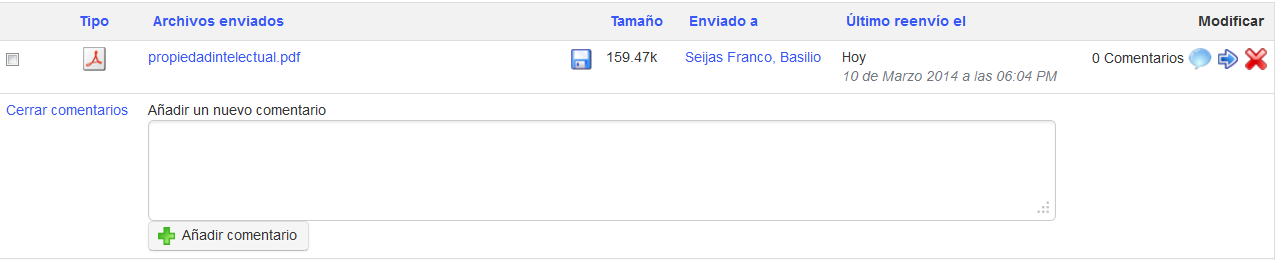 Tipo Archivos enviados Tamaño Enviado a Último reenvío el Modificar
propiedadintelectual.pdf 159.47k Seijas Franco, Basilio Hoy 0 Comentarios
10 de Marzo 2014 a las 06:04 PM
Cerrar comentarios Añadir un nuevo comentario
Añadir comentario